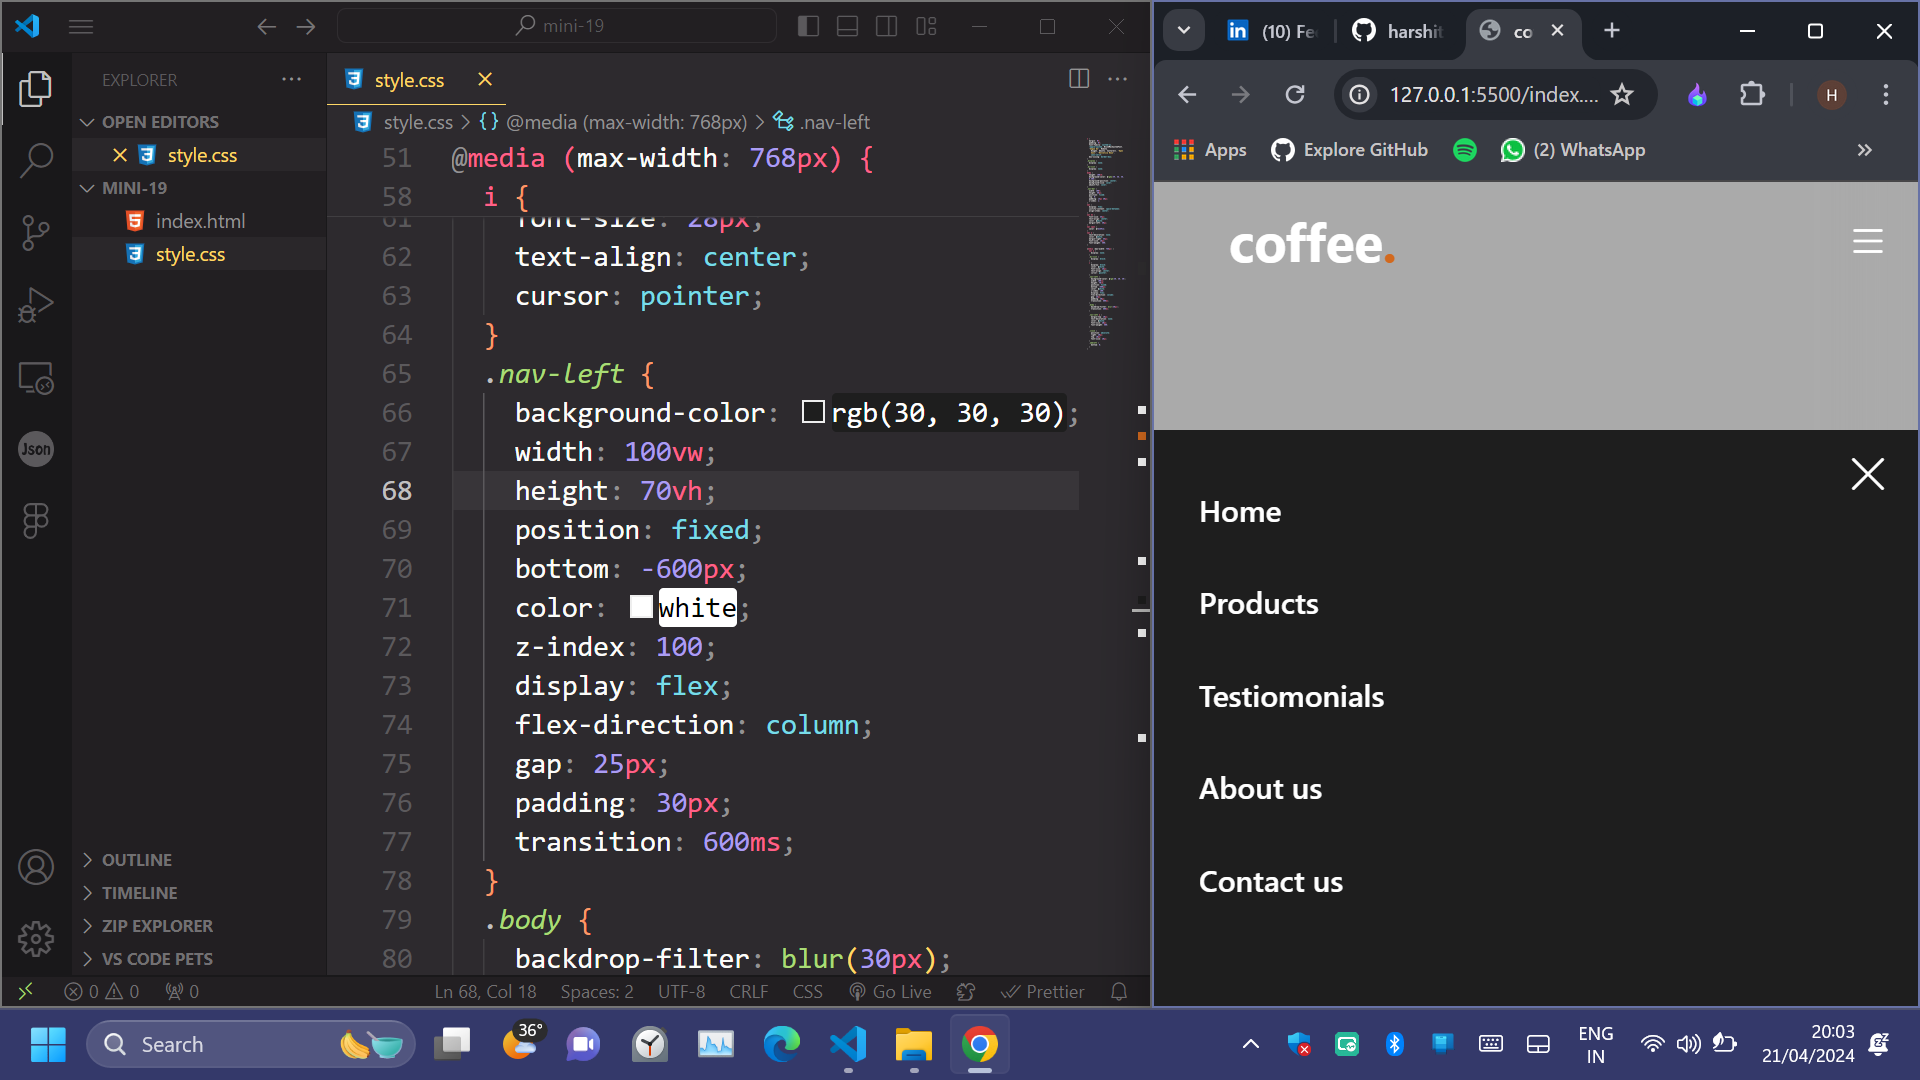 mini-19
EXPLORER
OPEN EDITORS
style.css
MINI-19
index.html
style.css
OUTLINE
TIMELINE
ZIP EXPLORER
VS CODE PETS
Json
style.css
style.css > {} @media (max-width: 768px) > .nav-left
51 @media (max-width: 768px) {
58 i {
61 font-size: 28px;
62 text-align: center;
63 cursor: pointer;
64 }
65 .nav-left {
66 background-color: rgb(30, 30, 30);
67 width: 100vw;
68 height: 70vh;
69 position: fixed;
70 bottom: -600px;
71 color: white;
72 z-index: 100;
73 display: flex;
74 flex-direction: column;
75 gap: 25px;
76 padding: 30px;
77 transition: 600ms;
78 }
79 .body {
80 backdrop-filter: blur(30px);
0 0 0 Ln 68, Col 18 Spaces: 2 UTF-8 CRLF CSS Go Live Prettier
in (10) Fe harshit co
127.0.0.1:5500/index.... H
Apps Explore GitHub (2) WhatsApp
coffee.
Home
Products
Testiomonials
About us
Contact us
Search 36° ENG IN 20:03
21/04/2024